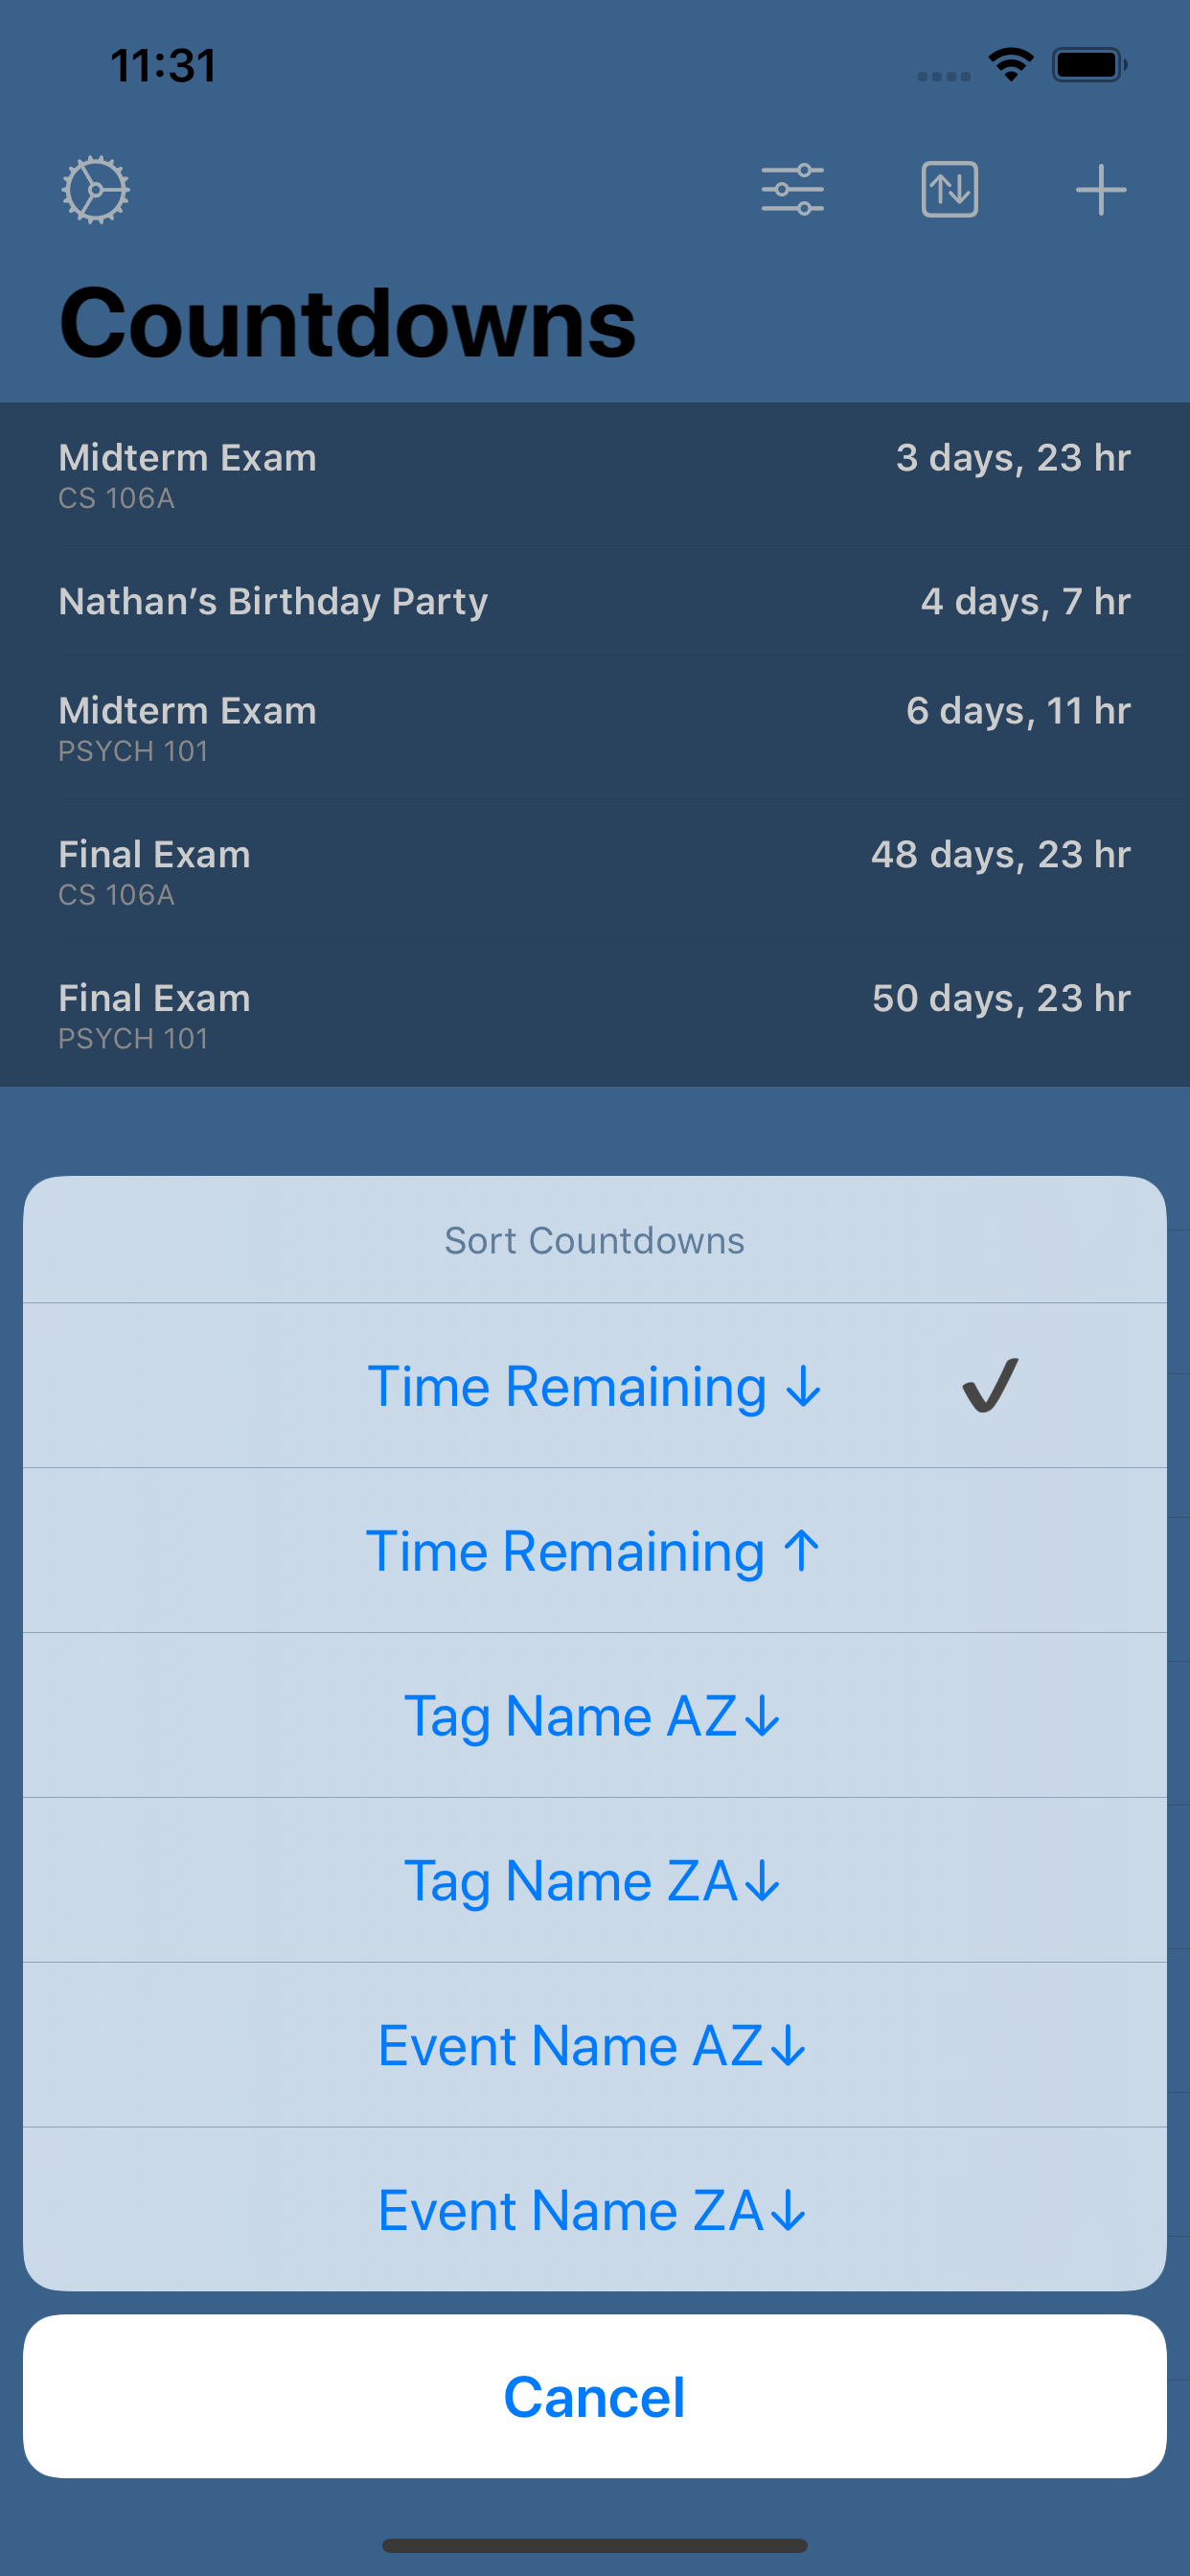 11:31
Countdowns
Midterm Exam 3 days, 23 hr
CS 106A
Nathan’s Birthday Party 4 days, 7 hr
Midterm Exam 6 days, 11 hr
PSYCH 101
Final Exam 48 days, 23 hr
CS 106A
Final Exam 50 days, 23 hr
PSYCH 101
Sort Countdowns
Time Remaining ↓ ✔
Time Remaining ↑
Tag Name AZ↓
Tag Name ZA↓
Event Name AZ↓
Event Name ZA↓
Cancel